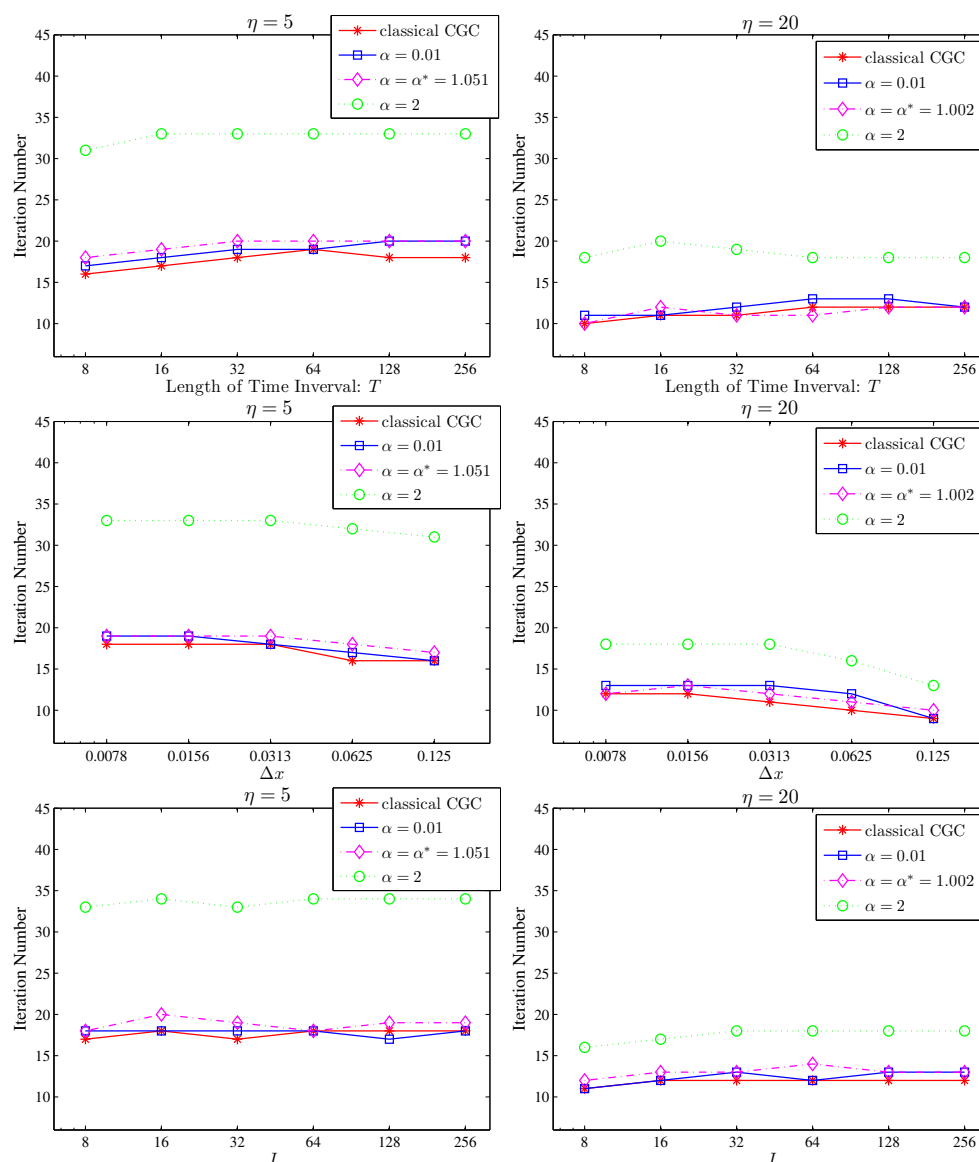 η = 5
45
40
35
30
25
20
15
10
Iteration Number
classical CGC
α = 0.01
α = α* = 1.051
α = 2
8 16 32 64 128 256
Length of Time Inverval: T
η = 20
45
40
35
30
25
20
15
10
Iteration Number
classical CGC
α = 0.01
α = α* = 1.002
α = 2
8 16 32 64 128 256
Length of Time Inverval: T
η = 5
45
40
35
30
25
20
15
10
Iteration Number
classical CGC
α = 0.01
α = α* = 1.051
α = 2
0.0078 0.0156 0.0313 0.0625 0.125
Δx
η = 20
45
40
35
30
25
20
15
10
Iteration Number
classical CGC
α = 0.01
α = α* = 1.002
α = 2
0.0078 0.0156 0.0313 0.0625 0.125
Δx
η = 5
45
40
35
30
25
20
15
10
Iteration Number
classical CGC
α = 0.01
α = α* = 1.051
α = 2
8 16 32 64 128 256
η = 20
45
40
35
30
25
20
15
10
Iteration Number
classical CGC
α = 0.01
α = α* = 1.002
α = 2
8 16 32 64 128 256